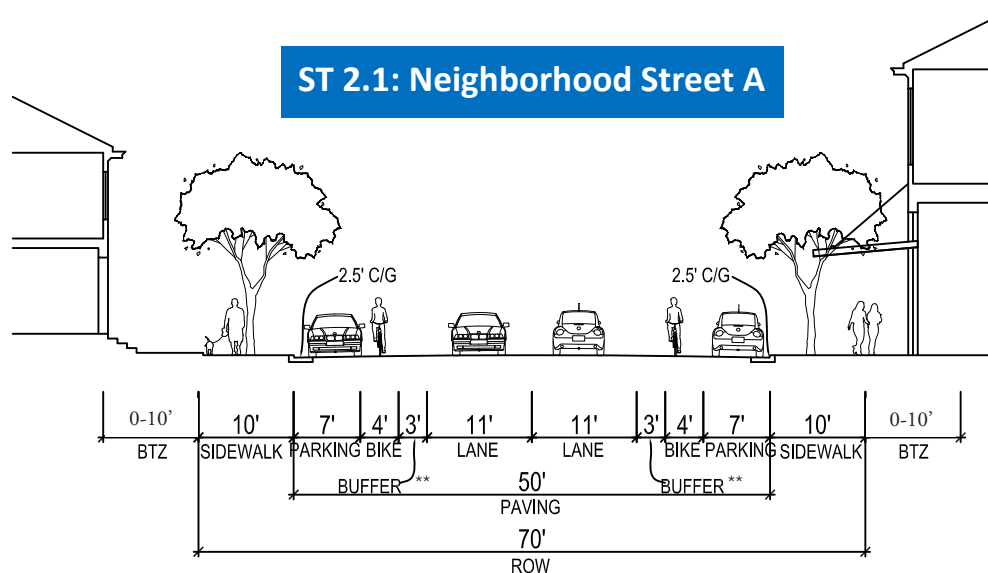 ST 2.1: Neighborhood Street A
2.5' C/G 2.5' C/G
0-10’ 10' 7' 4' 3' 11' 11' 3' 4' 7' 10' 0-10’
BTZ SIDEWALK PARKING BIKE LANE LANE BIKE PARKING SIDEWALK BTZ
BUFFER ** 50' BUFFER **
PAVING
70'
ROW